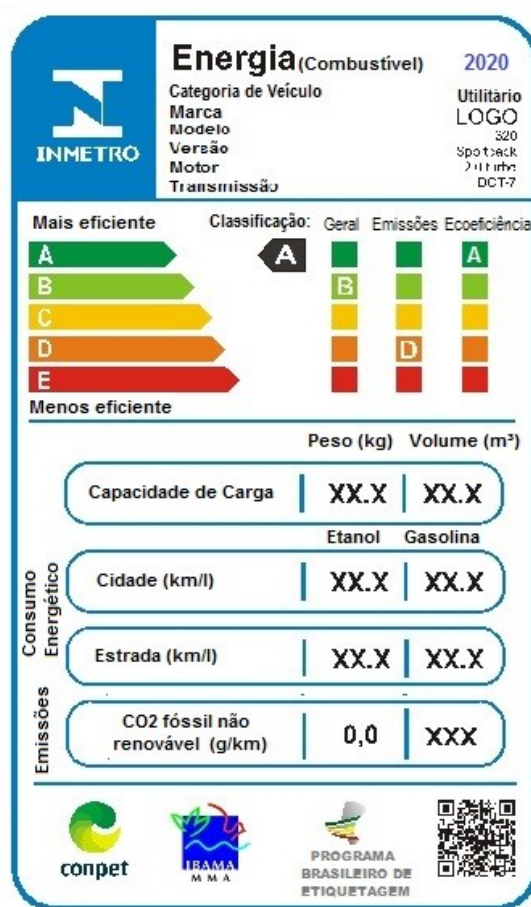 INMETRO
Energia (Combustível) 2020
Categoria de Veículo Utilitário
Marca LOGO
Modelo 320
Versão
Motor
Transmissão DCT-7
Mais eficiente Classificação: Geral Emissões Ecoeficiência
A A A
B B
C
D D
E
Menos eficiente
Peso (kg) Volume (m³)
Capacidade de Carga XX.X XX.X
Etanol Gasolina
Consumo Energético
Cidade (km/l) XX.X XX.X
Estrada (km/l) XX.X XX.X
Emissões
CO2 fóssil não
renovável (g/km) 0,0 XXX
conpet
IBAMA
MMA
PROGRAMA
BRASILEIRO DE
ETIQUETAGEM